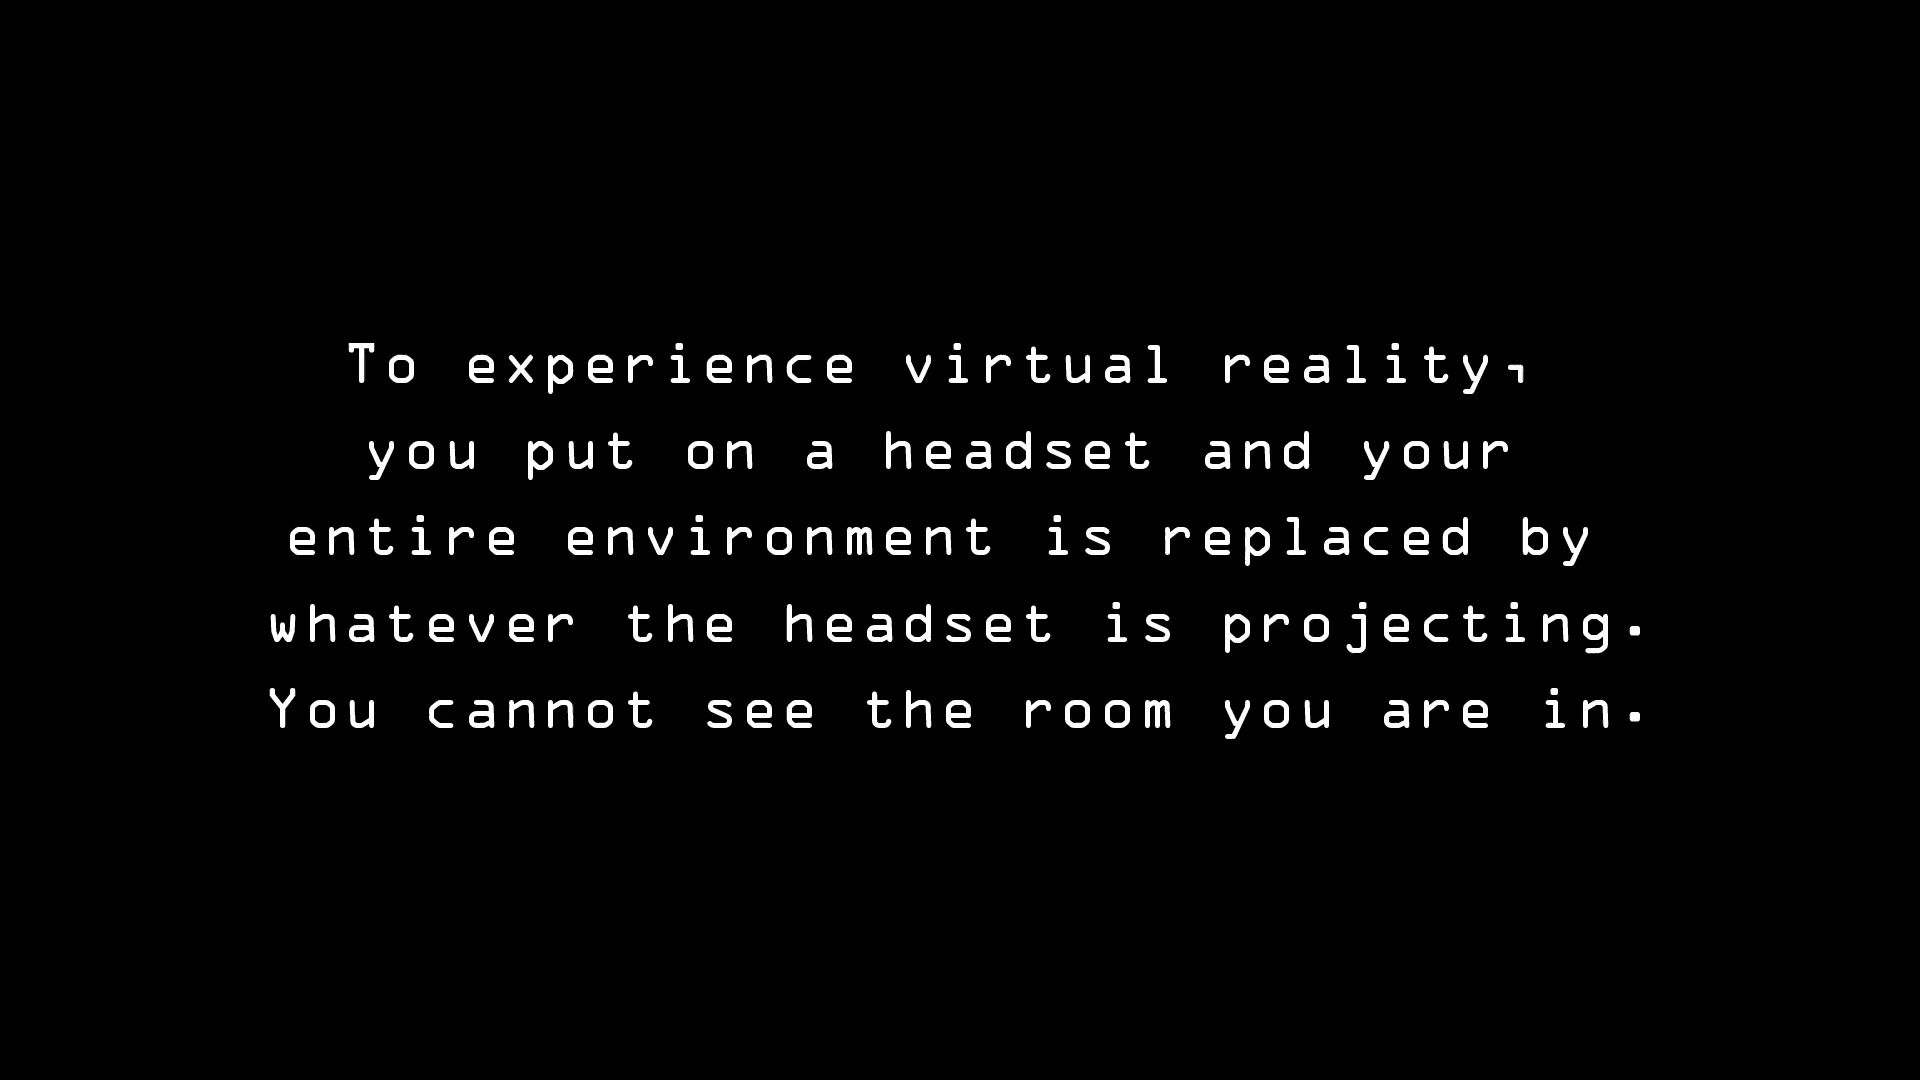 To experience virtual reality,
you put on a headset and your
entire environment is replaced by
whatever the headset is projecting.
You cannot see the room you are in.